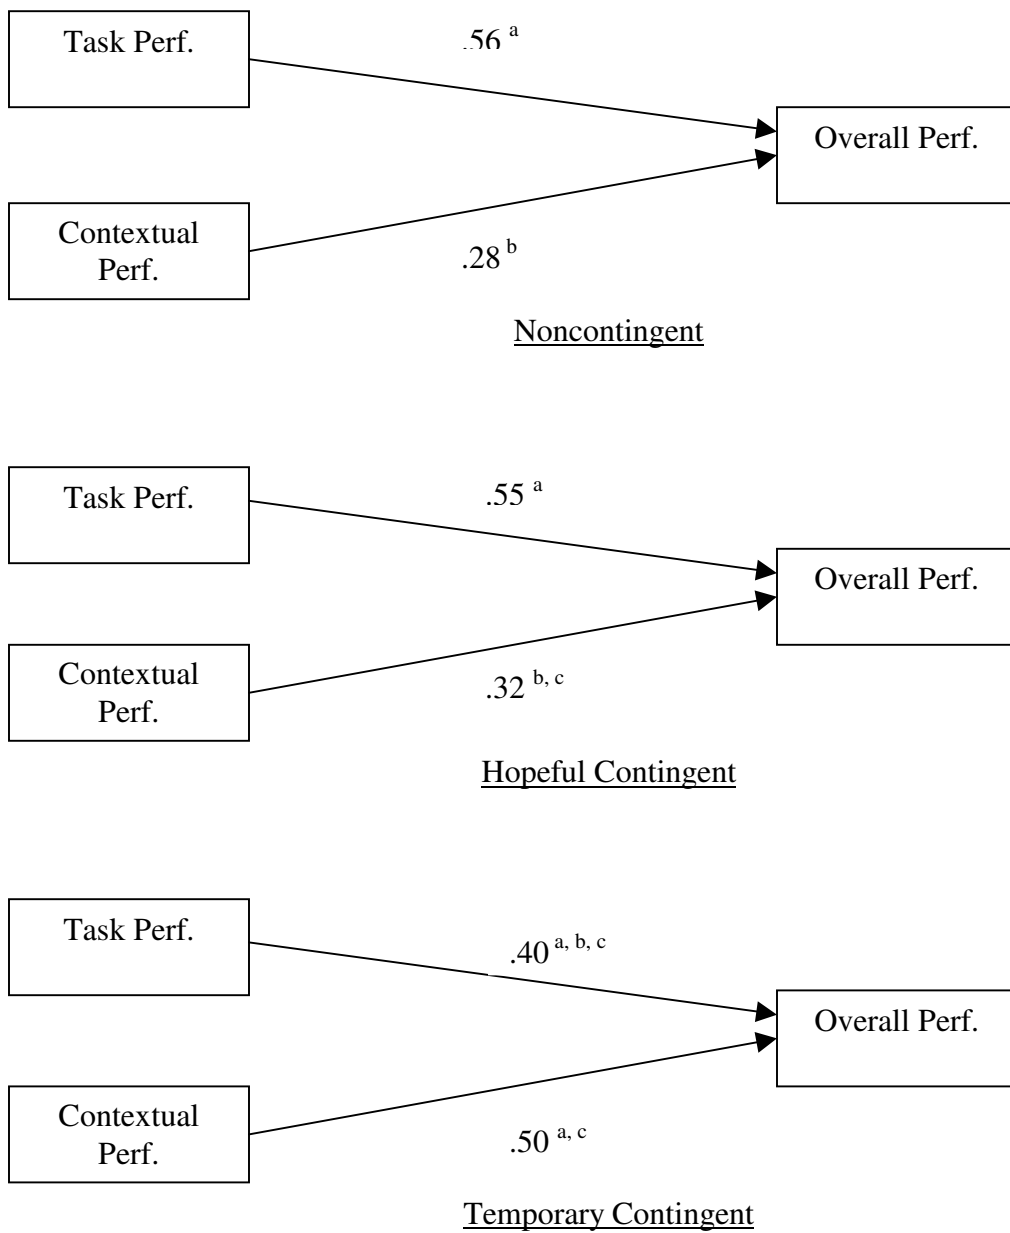 Task Perf.
.56 a
Overall Perf.
Contextual
Perf.
.28 b
Noncontingent
Task Perf.
.55 a
Overall Perf.
Contextual
Perf.
.32 b, c
Hopeful Contingent
Task Perf.
.40 a, b, c
Overall Perf.
Contextual
Perf.
.50 a, c
Temporary Contingent